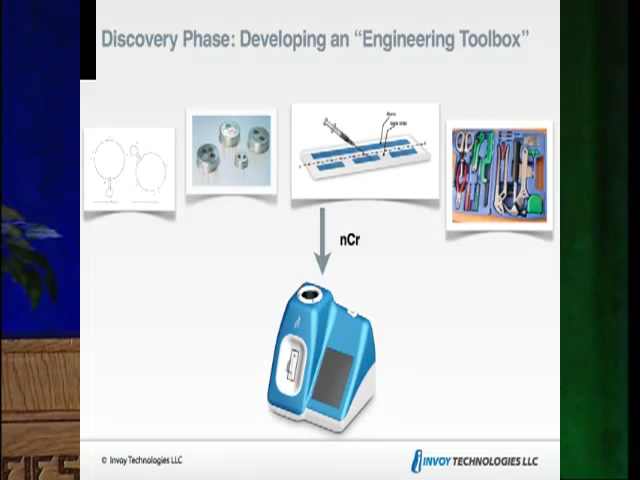 Discovery Phase: Developing an “Engineering Toolbox”
nCr
© Invoy Technologies LLC
INVOY TECHNOLOGIES LLC